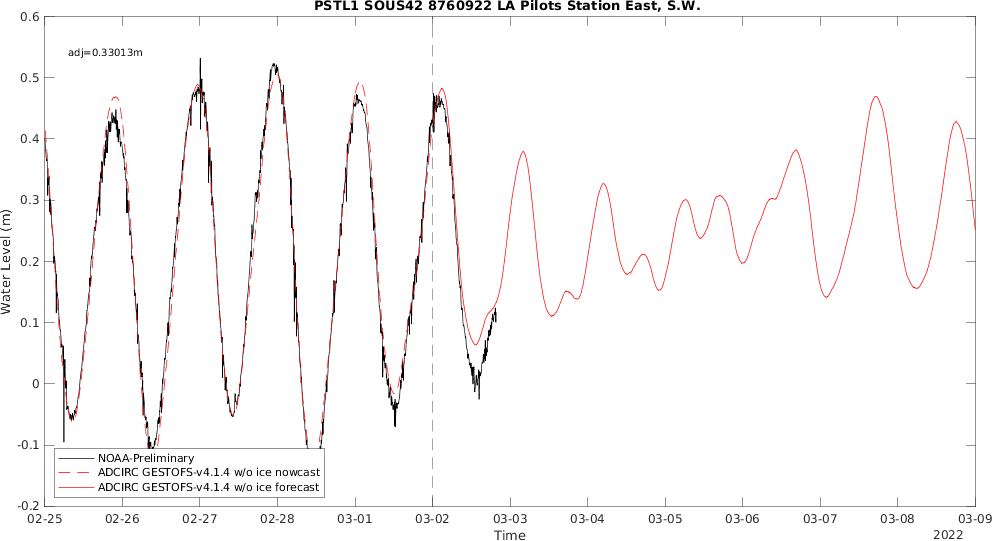 PSTL1 SOUS42 8760922 LA Pilots Station East, S.W.
adj=0.33013m
0.6
0.5
0.4
0.3
0.2
0.1
0
-0.1
-0.2
Water Level (m)
NOAA-Preliminary
ADCIRC GESTOFS-v4.1.4 w/o ice nowcast
ADCIRC GESTOFS-v4.1.4 w/o ice forecast
02-25 02-26 02-27 02-28 03-01 03-02 03-03 03-04 03-05 03-06 03-07 03-08 03-09
Time
2022